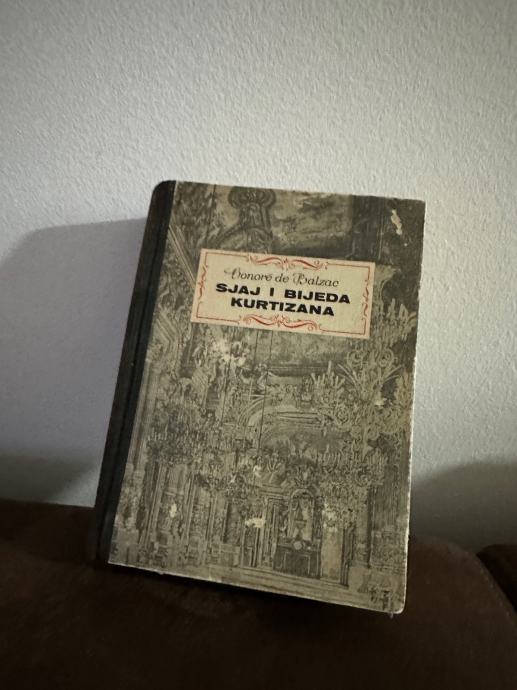 Honoré de Balzac
SJAJ I BIJEDA
KURTIZANA